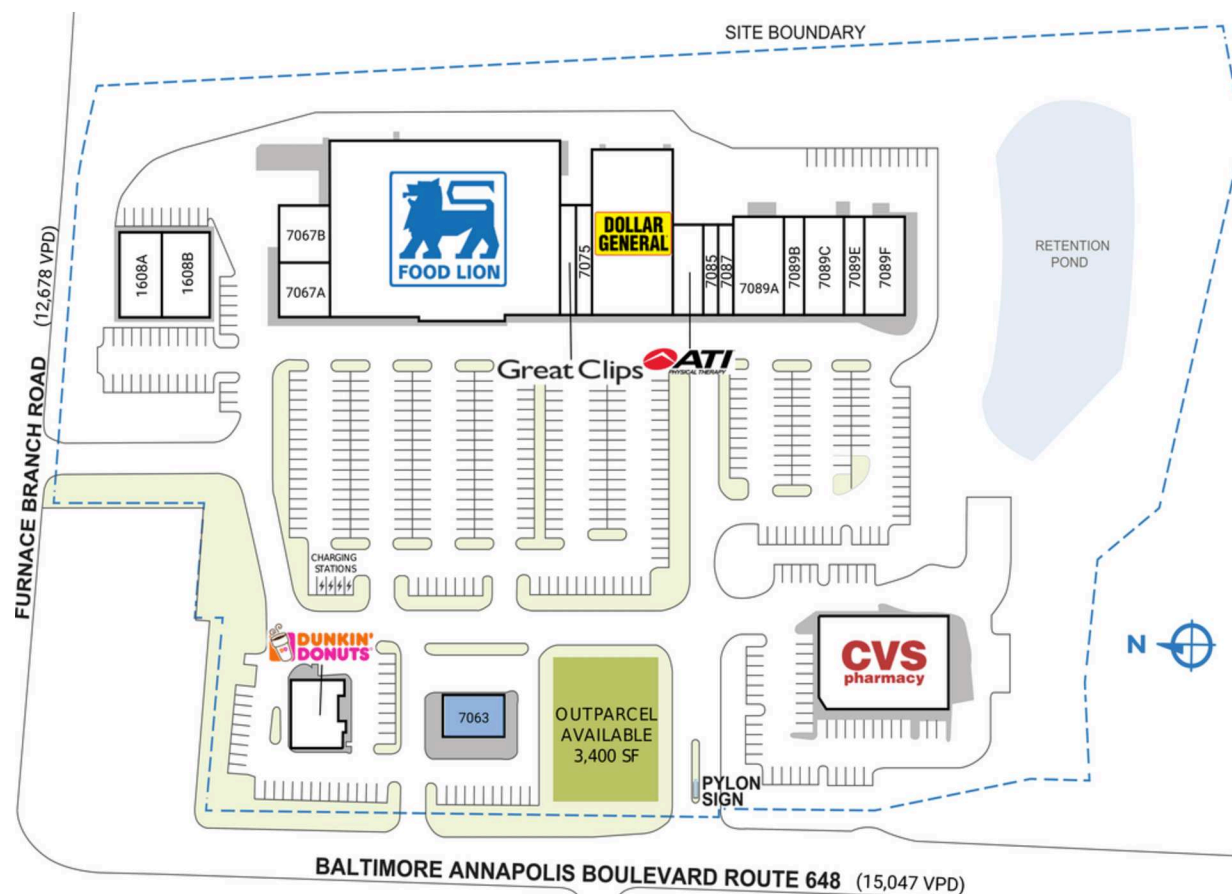 SITE BOUNDARY
FURNACE BRANCH ROAD (12,678 VPD)
1608A
1608B
7067B
7067A
FOOD LION
7075
DOLLAR
GENERAL
7085
7087
7089A
7089B
7089C
7089E
7089F
RETENTION
POND
Great Clips
ATI
PHYSICAL THERAPY
CHARGING
STATIONS
DUNKIN'
DONUTS
7063
OUTPARCEL
AVAILABLE
3,400 SF
CVS
pharmacy
N
PYLON
SIGN
BALTIMORE ANNAPOLIS BOULEVARD ROUTE 648 (15,047 VPD)